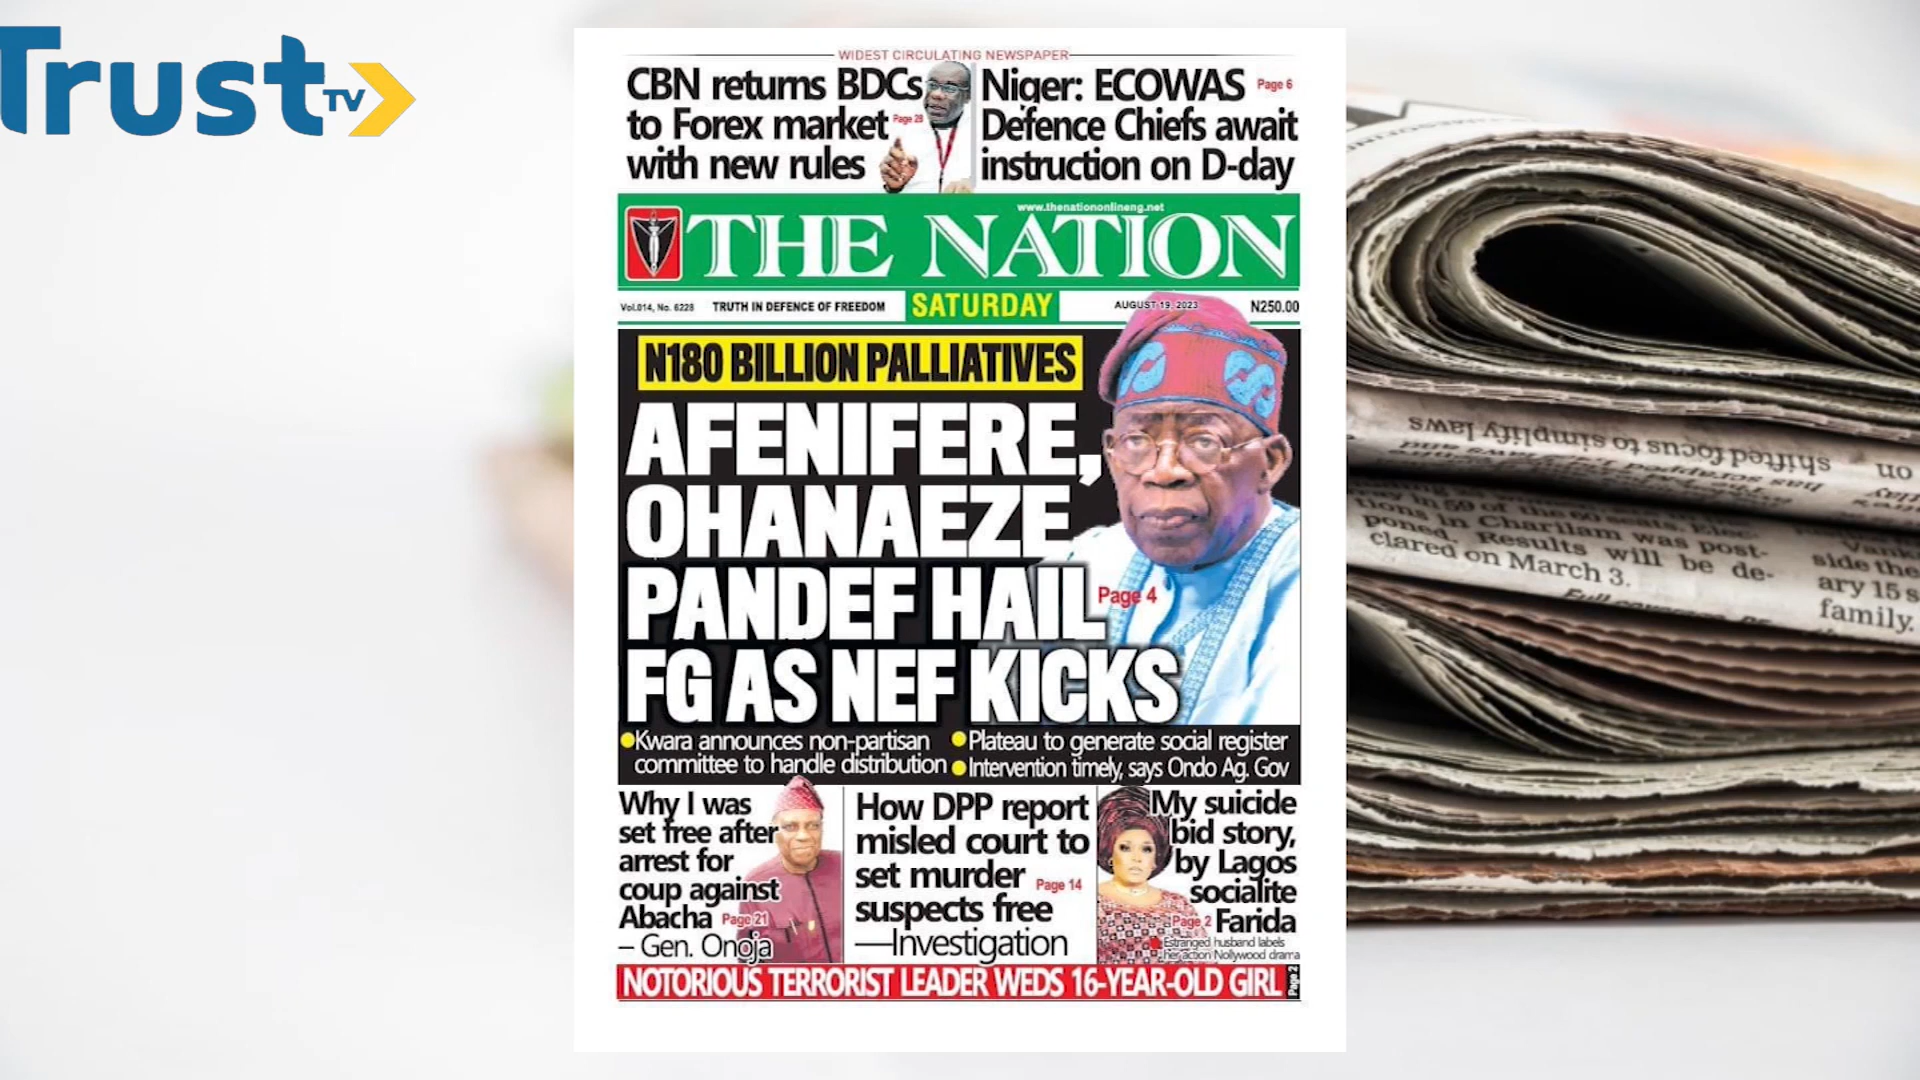 Trust TV
WIDEST CIRCULATING NEWSPAPER
CBN returns BDCs
to Forex market Page 28
with new rules
Niger: ECOWAS Page 6
Defence Chiefs await
instruction on D-day
www.thenationonlineng.net
THE NATION
Vol.014, No. 6228 TRUTH IN DEFENCE OF FREEDOM SATURDAY AUGUST 19, 2023 N250.00
N180 BILLION PALLIATIVES
AFENIFERE,
OHANAEZE
PANDEF HAIL Page 4
FG AS NEF KICKS
Kwara announces non-partisan
committee to handle distribution
Plateau to generate social register
Intervention timely, says Ondo Ag. Gov
Why I was
set free after
arrest for
coup against
Abacha Page 21
– Gen. Onoja
How DPP report
misled court to
set murder Page 14
suspects free
—Investigation
My suicide
bid story,
by Lagos
socialite
Page 2 Farida
Estranged husband labels
her action Nollywood drama
NOTORIOUS TERRORIST LEADER WEDS 16-YEAR-OLD GIRL Page 2
shifted focus to simplify laws
tions in Charilam was post-
poned. Results will be de-
clared on March 3.
side the
ary 15 s
family.